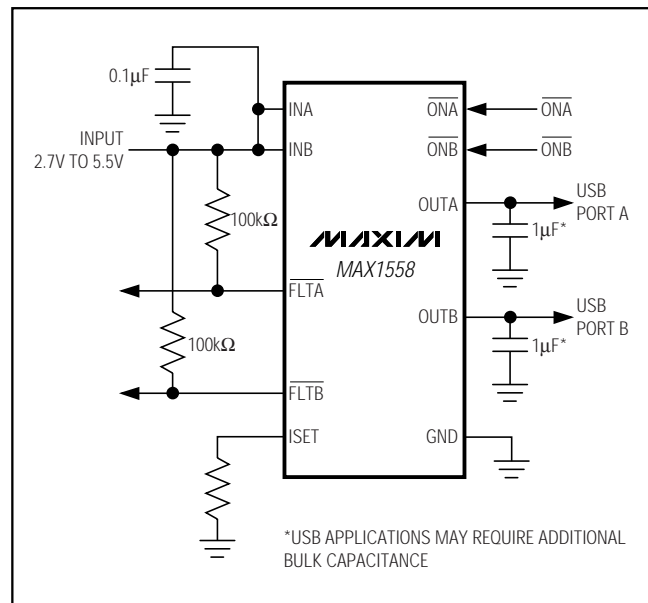 0.1µF
INPUT
2.7V TO 5.5V
INA
INB
100kΩ
FLTA
100kΩ
FLTB
ISET
MAXIM
MAX1558
ONA
ONA
ONB
ONB
OUTA
USB
PORT A
1µF*
OUTB
USB
PORT B
1µF*
GND
*USB APPLICATIONS MAY REQUIRE ADDITIONAL
BULK CAPACITANCE